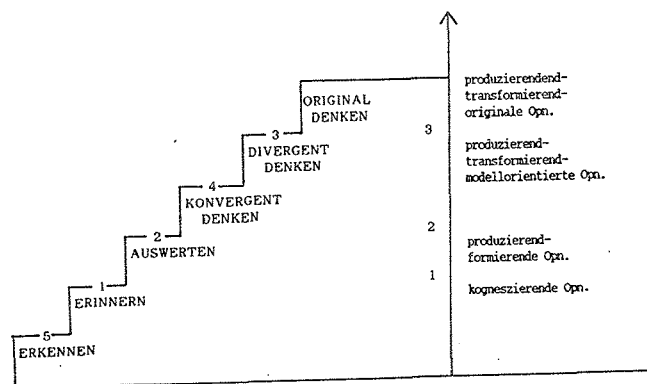 produzierendend-
transformierend-
originale Opn.
ORIGINAL
DENKEN
3
3
DIVERGENT
DENKEN
produzierend-
transformierend-
modellorientierte Opn.
4
KONVERGENT
DENKEN
2
2
AUSWERTEN
produzierend-
formierende Opn.
1
1
ERINNERN
kogneszierende Opn.
5
ERKENNEN